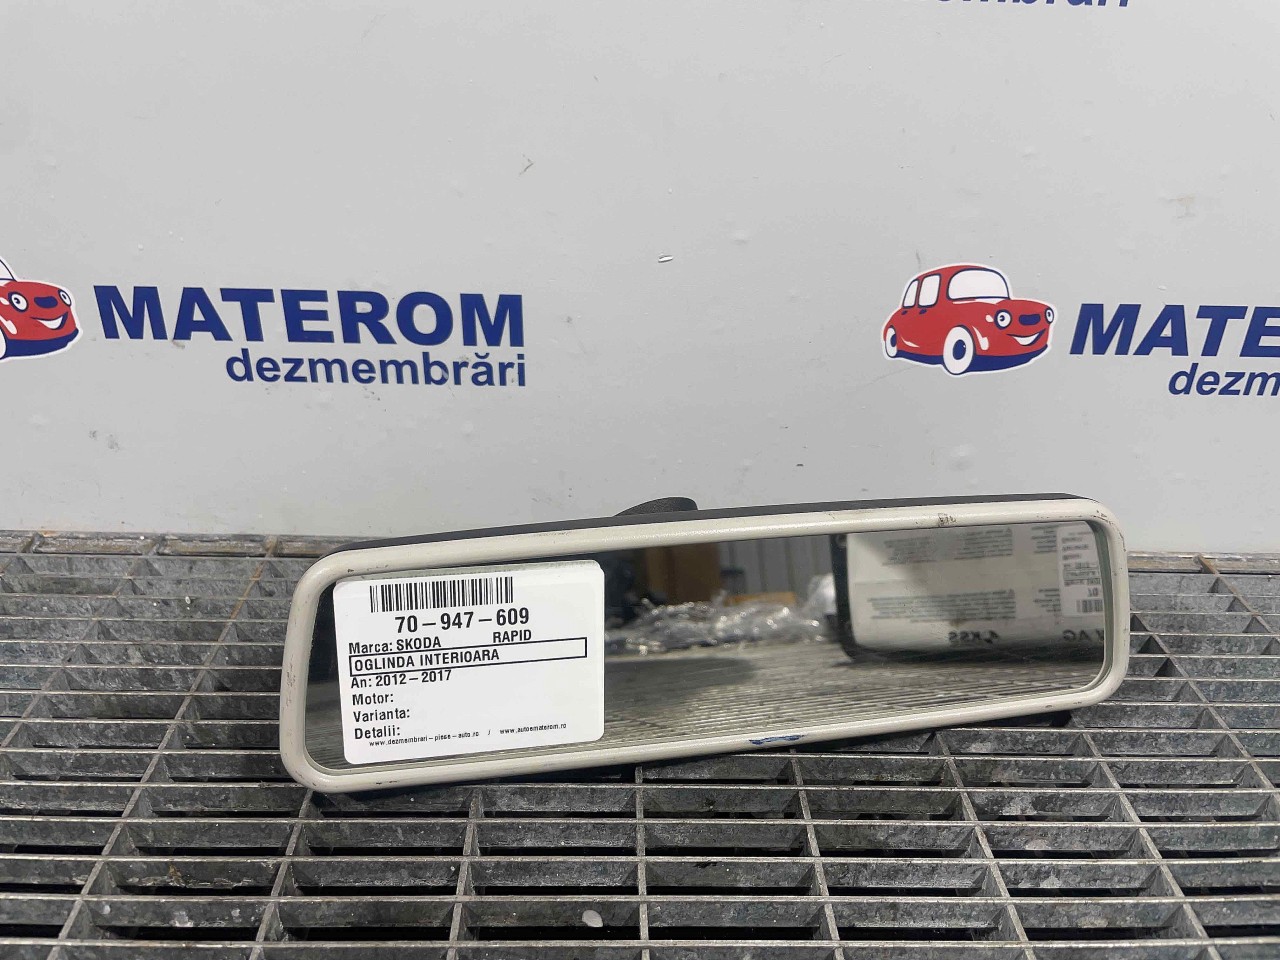 MATEROM
dezmembrări
MATE
dezm
70-947-609
Marca: SKODA RAPID
OGLINDA INTERIOARA
An: 2012-2017
Motor:
Varianta:
Detalii:
www.dezmembrari-piese-auto.ro / www.autoematerom.ro